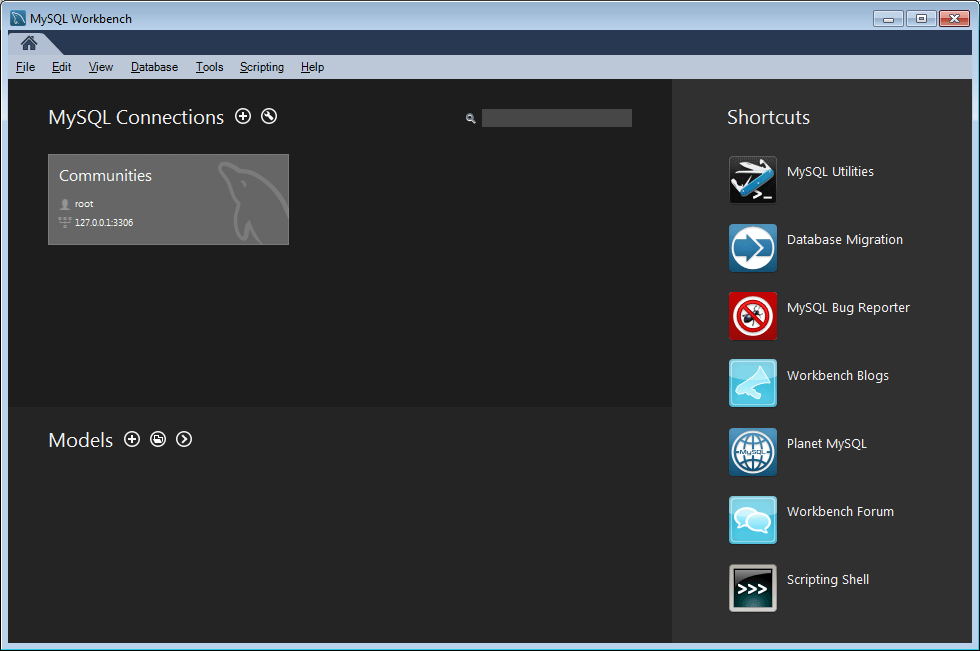 MySQL Workbench
File Edit View Database Tools Scripting Help
MySQL Connections
Communities
root
127.0.0.1:3306
Models
Shortcuts
MySQL Utilities
Database Migration
MySQL Bug Reporter
Workbench Blogs
MySQL
Planet MySQL
Workbench Forum
>>>
Scripting Shell